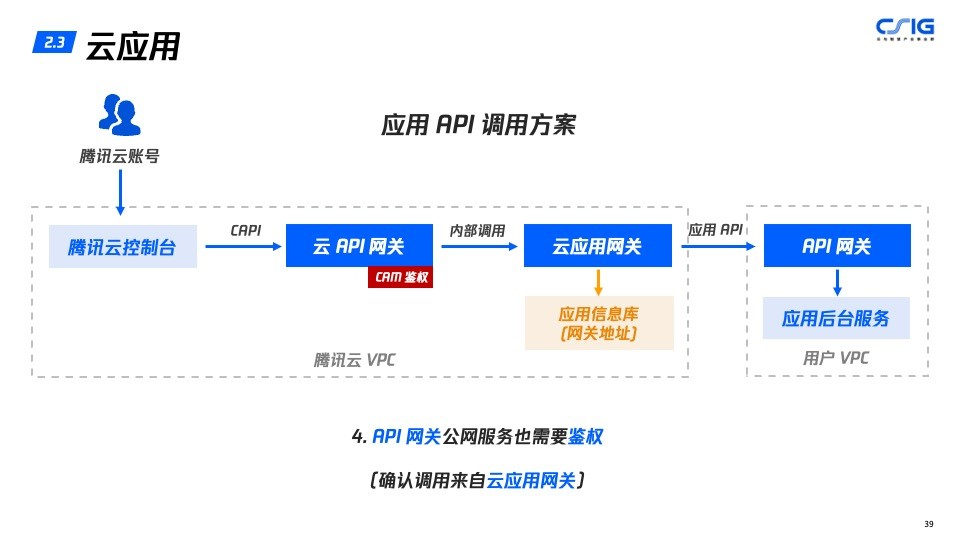 2.3
云应用
CSIG
应用 API 调用方案
腾讯云账号
腾讯云控制台
CAPI
云 API 网关
CAM 鉴权
内部调用
云应用网关
应用信息库
(网关地址)
应用 API
API 网关
应用后台服务
腾讯云 VPC
用户 VPC
4. API 网关公网服务也需要鉴权
(确认调用来自云应用网关)
39